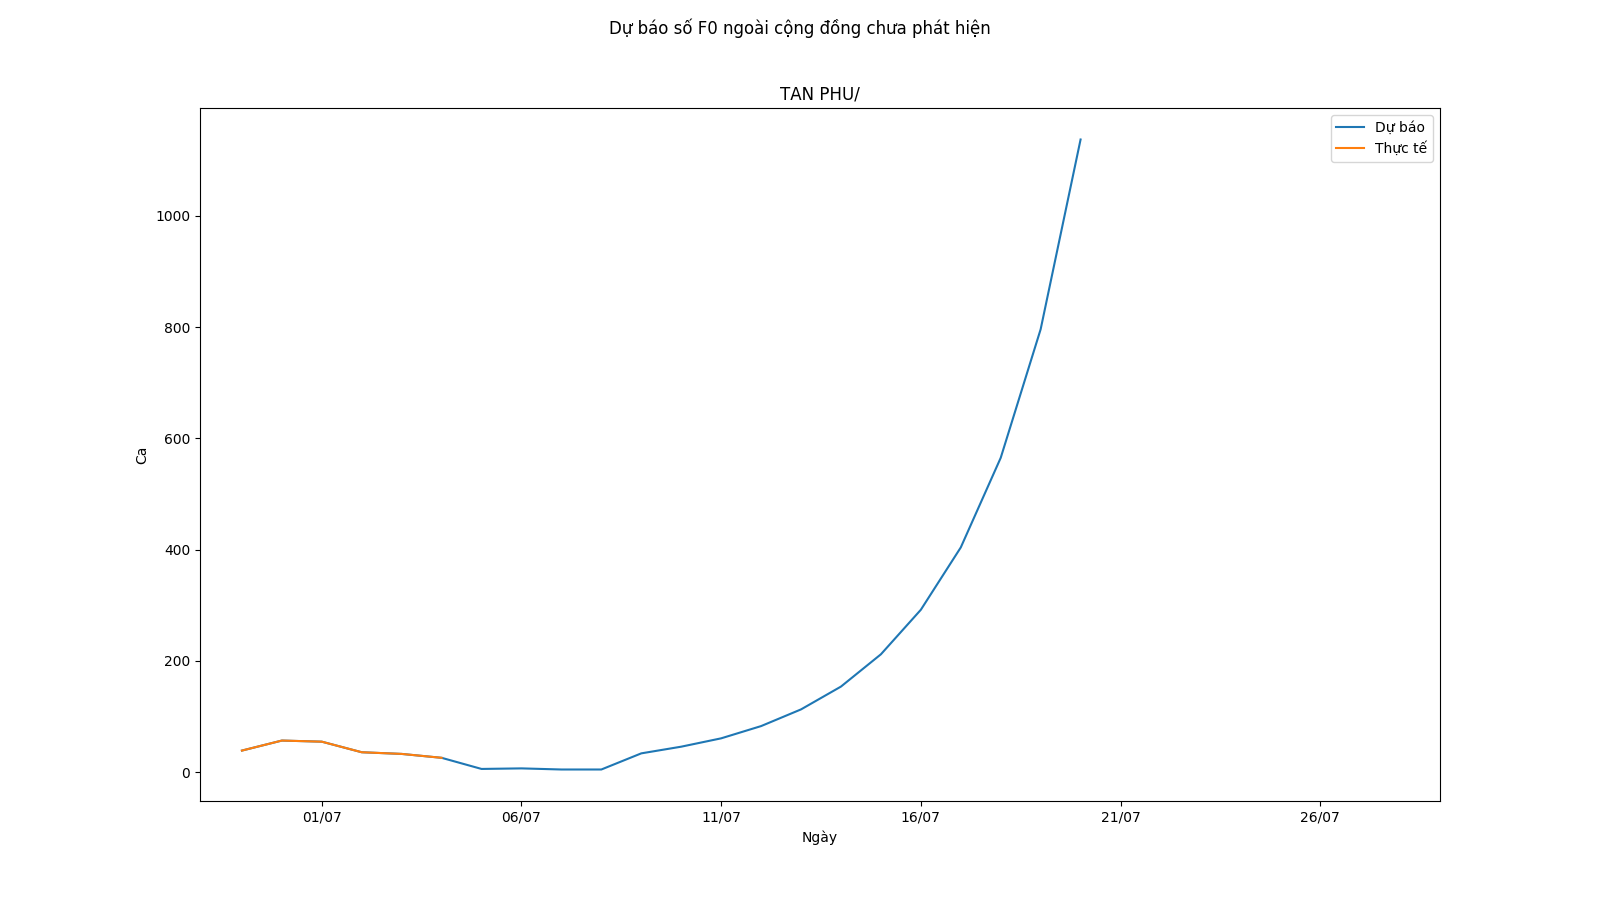 Dự báo số F0 ngoài cộng đồng chưa phát hiện
TAN PHU/
Dự báo
Thực tế
1000
800
600
400
200
0
Ca
01/07
06/07
11/07
16/07
21/07
26/07
Ngày